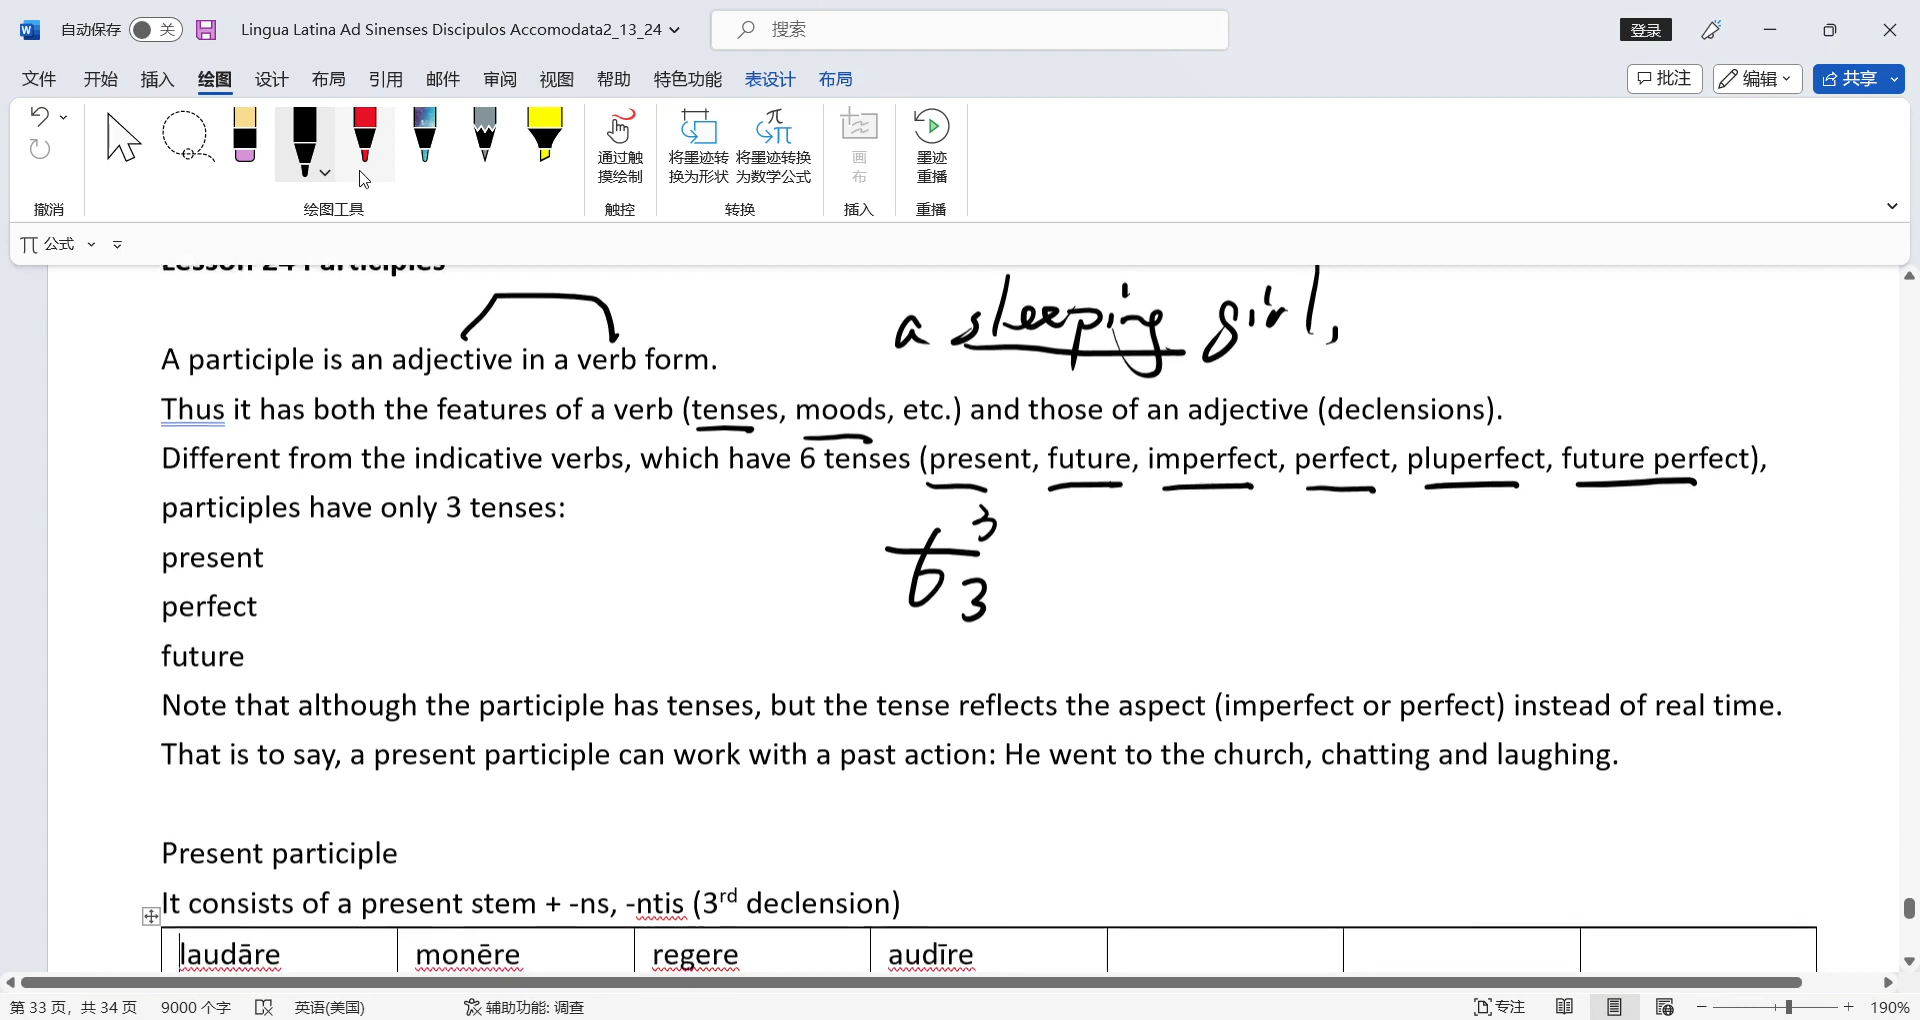 自动保存 关 Lingua Latina Ad Sinenses Discipulos Accomodata2_13_24 搜索 登录
文件 开始 插入 绘图 设计 布局 引用 邮件 审阅 视图 帮助 特色功能 表设计 布局 批注 编辑 共享
通过触摸绘制 将墨迹转换为形状 将墨迹转换为数学公式 画布 墨迹重播
撤消 绘图工具 触控 转换 插入 重播
公式
Lesson 24 Participles
a sleeping girl,
A participle is an adjective in a verb form.
Thus it has both the features of a verb (tenses, moods, etc.) and those of an adjective (declensions).
Different from the indicative verbs, which have 6 tenses (present, future, imperfect, perfect, pluperfect, future perfect),
participles have only 3 tenses:
3
6 3
present
perfect
future
Note that although the participle has tenses, but the tense reflects the aspect (imperfect or perfect) instead of real time.
That is to say, a present participle can work with a past action: He went to the church, chatting and laughing.
Present participle
It consists of a present stem + -ns, -ntis (3rd declension)
laudāre monēre regere audīre
第 33 页，共 34 页 9000 个字 英语(美国) 辅助功能: 调查 专注 190%